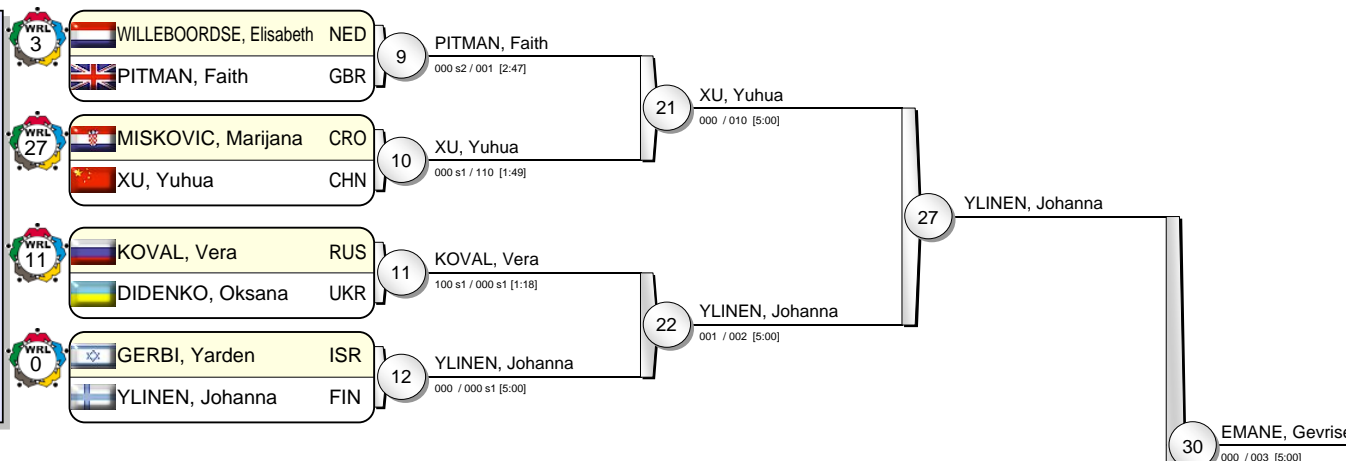 WRL
3
WILLEBOORDSE, Elisabeth NED
PITMAN, Faith GBR
9
PITMAN, Faith
000 s2 / 001 [2:47]
WRL
27
MISKOVIC, Marijana CRO
XU, Yuhua CHN
10
XU, Yuhua
000 s1 / 110 [1:49]
21
XU, Yuhua
000 / 010 [5:00]
WRL
11
KOVAL, Vera RUS
DIDENKO, Oksana UKR
11
KOVAL, Vera
100 s1 / 000 s1 [1:18]
WRL
0
GERBI, Yarden ISR
YLINEN, Johanna FIN
12
YLINEN, Johanna
000 / 000 s1 [5:00]
22
YLINEN, Johanna
001 / 002 [5:00]
27
YLINEN, Johanna
30
EMANE, Gevrise
000 / 003 [5:00]